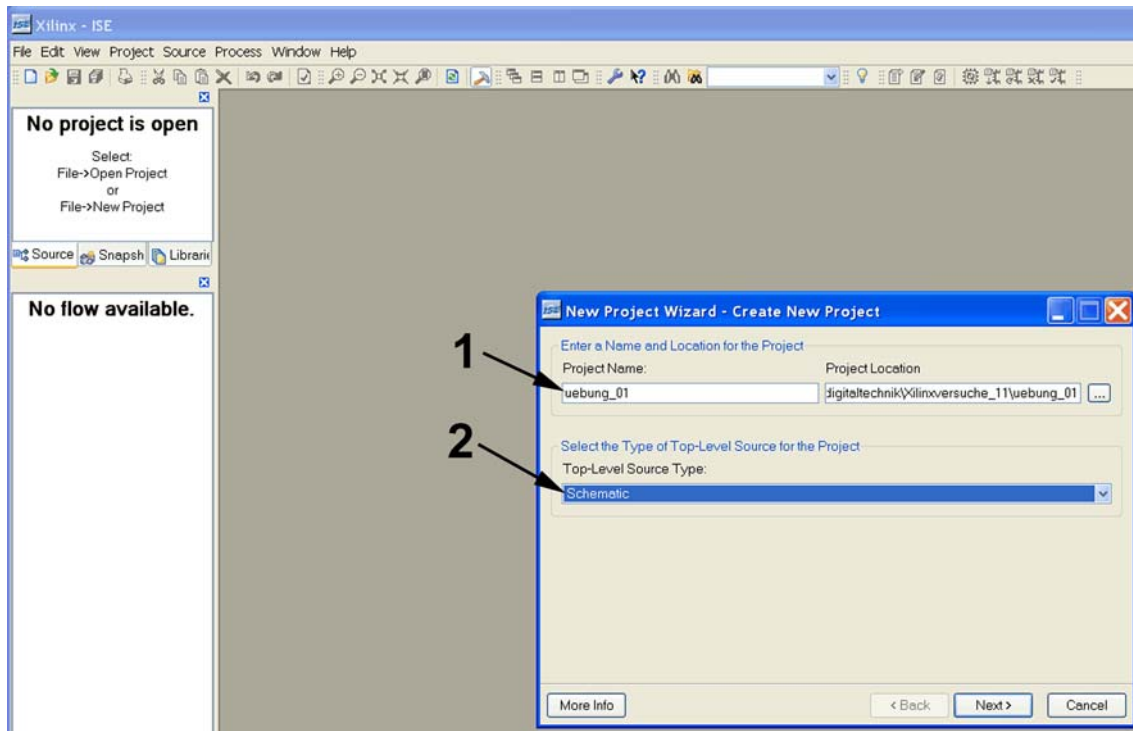 Xilinx - ISE
File Edit View Project Source Process Window Help
No project is open
Select:
File->Open Project
or
File->New Project
Source Snapsh Librari
No flow available.
New Project Wizard - Create New Project
Enter a Name and Location for the Project
1
Project Name: Project Location
uebung_01 digitaltechnik\Xilinxversuche_11\uebung_01 ...
Select the Type of Top-Level Source for the Project
2
Top-Level Source Type:
Schematic
More Info < Back Next > Cancel